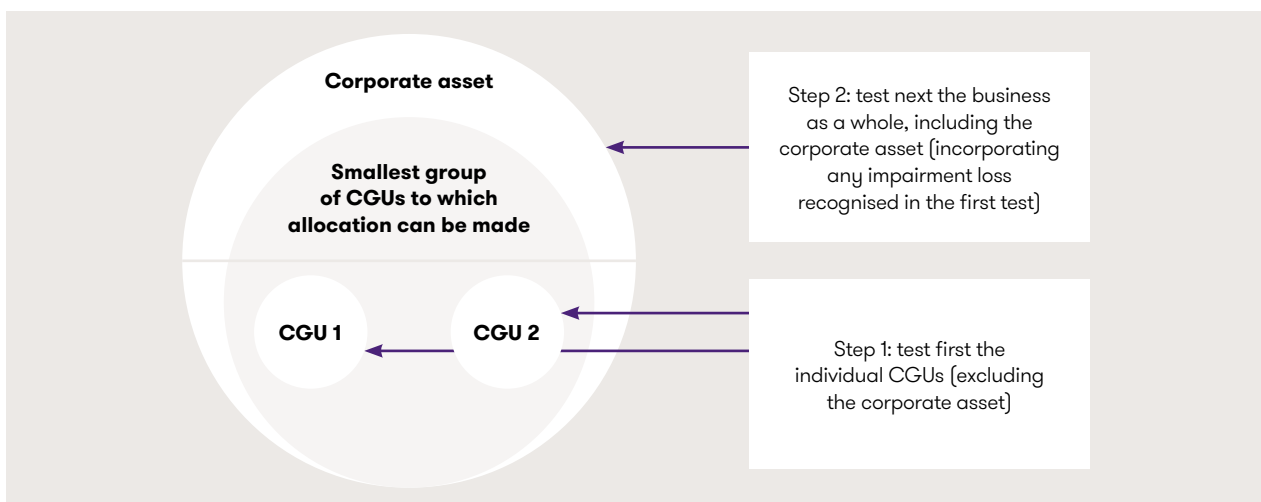 Corporate asset
Smallest group
of CGUs to which
allocation can be made
CGU 1
CGU 2
Step 2: test next the business
as a whole, including the
corporate asset (incorporating
any impairment loss
recognised in the first test)
Step 1: test first the
individual CGUs (excluding
the corporate asset)